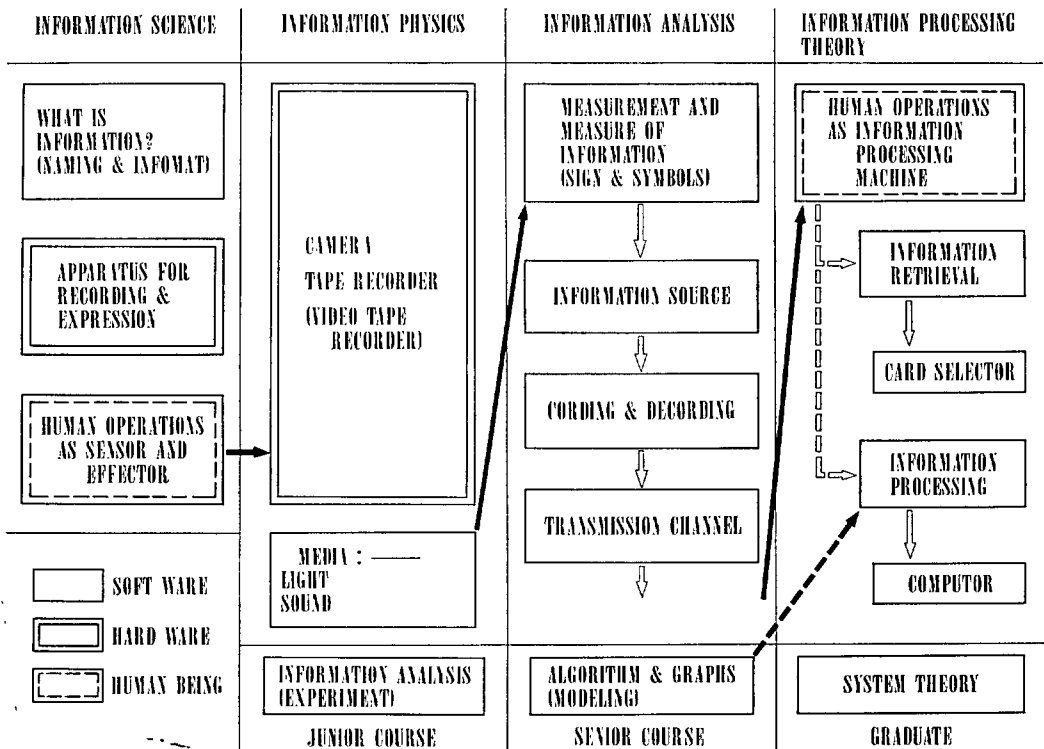 INFORMATION SCIENCE
WHAT IS
INFORMATION?
(NAMING & INFOMAT)
APPARATUS FOR
RECORDING &
EXPRESSION
HUMAN OPERATIONS
AS SENSOR AND
EFFECTOR
SOFT WARE
HARD WARE
HUMAN BEING
INFORMATION PHYSICS
CAMERA
TAPE RECORDER
(VIDEO TAPE
RECORDER)
MEDIA :
LIGHT
SOUND
INFORMATION ANALYSIS
(EXPERIMENT)
JUNIOR COURSE
INFORMATION ANALYSIS
MEASUREMENT AND
MEASURE OF
INFORMATION
(SIGN & SYMBOLS)
INFORMATION SOURCE
CORDING & DECORDING
TRANSMISSION CHANNEL
ALGORITHM & GRAPHS
(MODELING)
SENIOR COURSE
INFORMATION PROCESSING
THEORY
HUMAN OPERATIONS
AS INFORMATION
PROCESSING
MACHINE
INFORMATION
RETRIEVAL
CARD SELECTOR
INFORMATION
PROCESSING
COMPUTOR
SYSTEM THEORY
GRADUATE